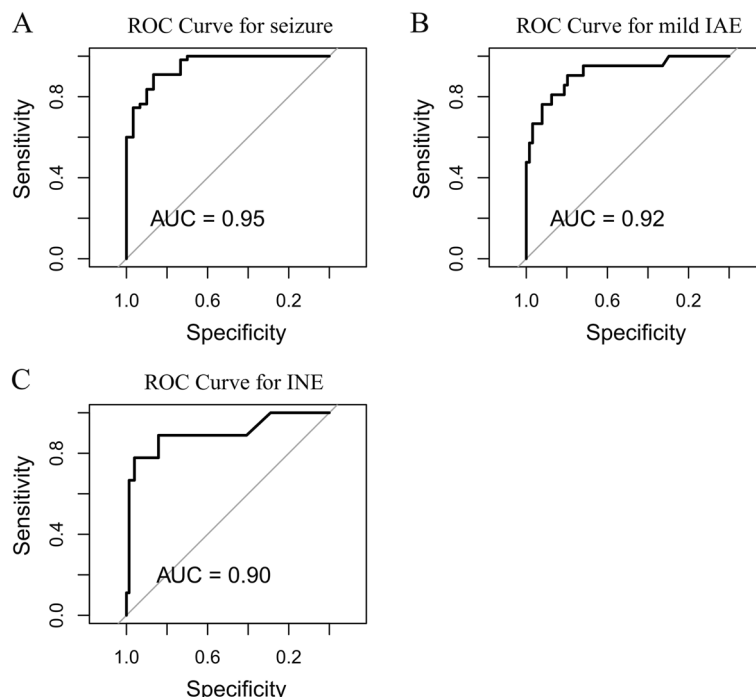 A
ROC Curve for seizure
Sensitivity
0.8
0.4
0.0
AUC = 0.95
1.0 0.6 0.2
Specificity
B
ROC Curve for mild IAE
Sensitivity
0.8
0.4
0.0
AUC = 0.92
1.0 0.6 0.2
Specificity
C
ROC Curve for INE
Sensitivity
0.8
0.4
0.0
AUC = 0.90
1.0 0.6 0.2
Specificity